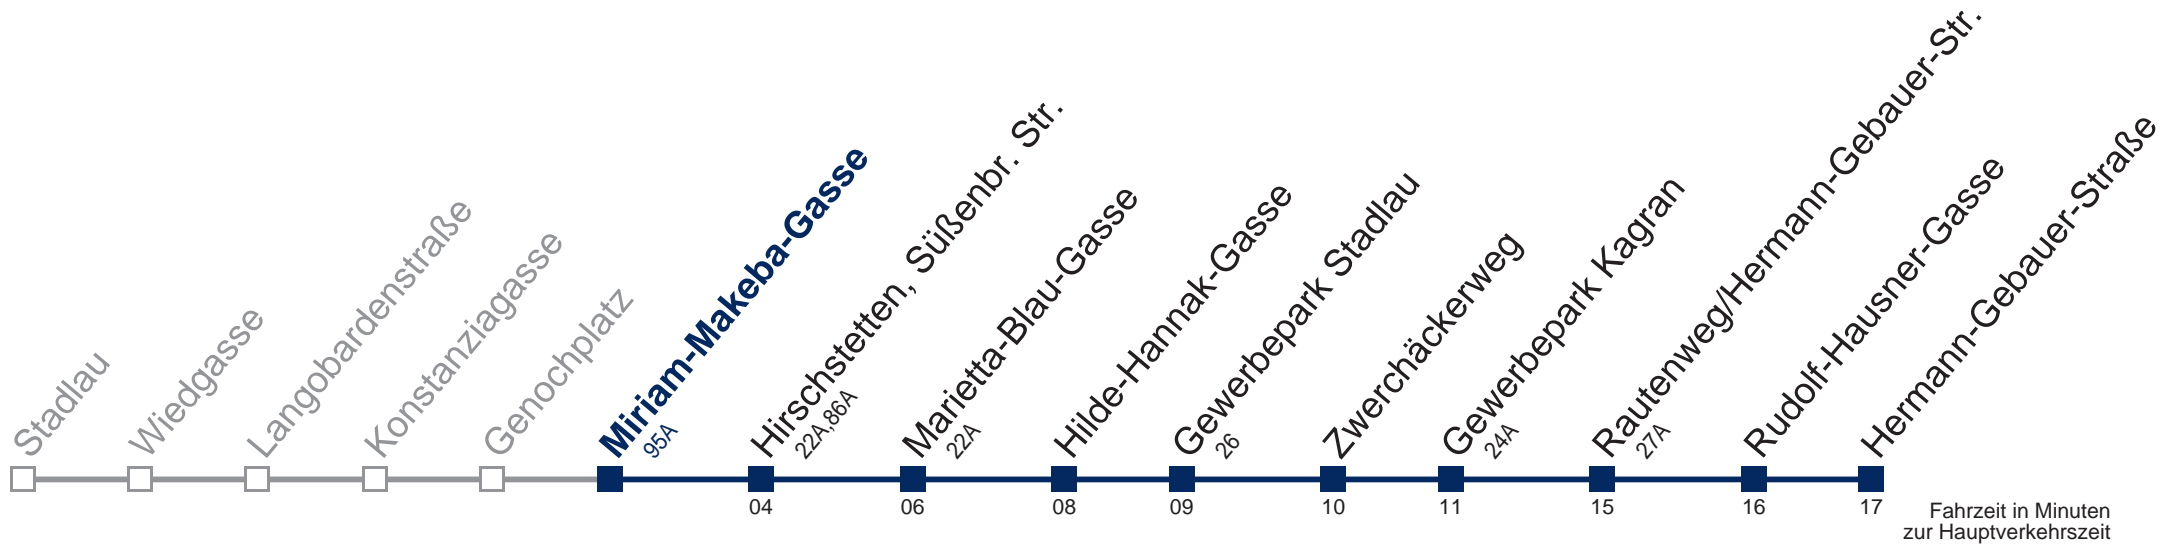 Stadlau
Wiedgasse
Langobardenstraße
Konstanziagasse
Genochplatz
Miriam-Makeba-Gasse
95A
Hirschstetten, Süßenbr. Str.
22A,86A
Marietta-Blau-Gasse
22A
Hilde-Hannak-Gasse
Gewerbepark Stadlau
26
Zwerchäckerweg
Gewerbepark Kagran
24A
Rautenweg/Hermann-Gebauer-Str.
27A
Rudolf-Hausner-Gasse
Hermann-Gebauer-Straße
04
06
08
09
10
11
15
16
17
Fahrzeit in Minuten
zur Hauptverkehrszeit